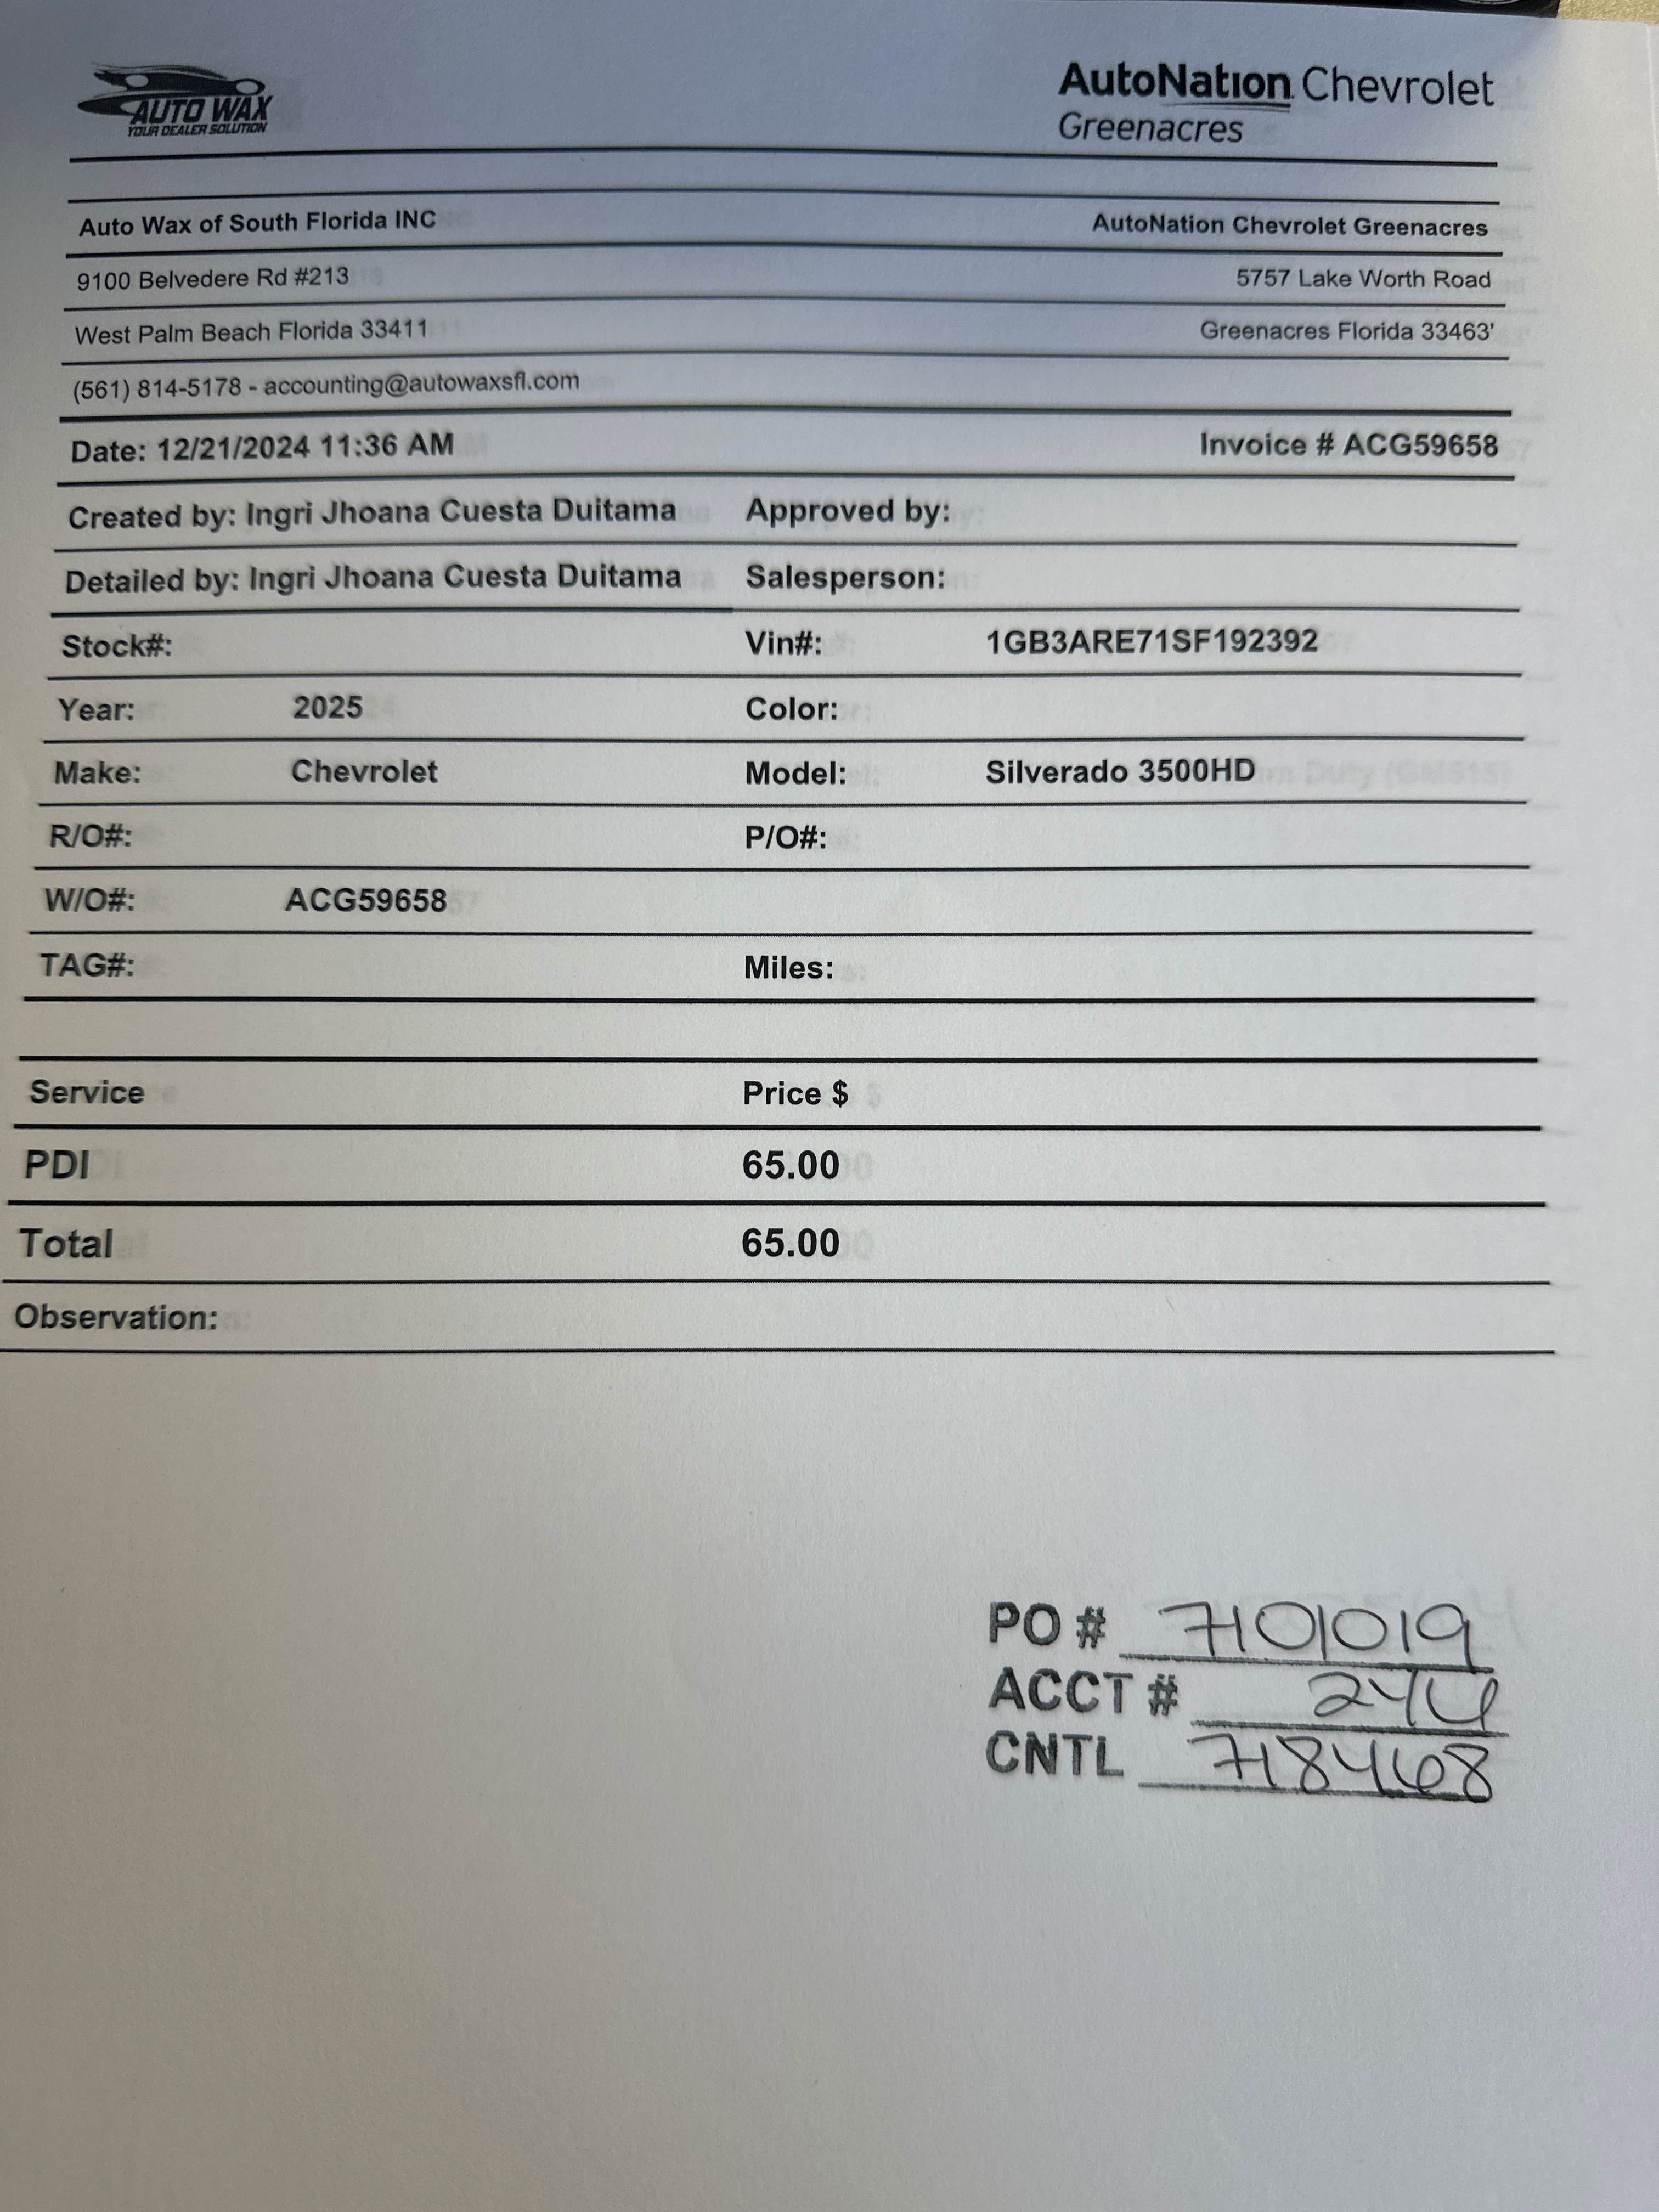 AUTO WAX
YOUR DEALER SOLUTION
AutoNation Chevrolet
Greenacres
Auto Wax of South Florida INC AutoNation Chevrolet Greenacres
9100 Belvedere Rd #213 5757 Lake Worth Road
West Palm Beach Florida 33411 Greenacres Florida 33463'
(561) 814-5178 - accounting@autowaxsfl.com
Date: 12/21/2024 11:36 AM Invoice # ACG59658
Created by: Ingri Jhoana Cuesta Duitama Approved by:
Detailed by: Ingri Jhoana Cuesta Duitama Salesperson:
Stock#: Vin#: 1GB3ARE71SF192392
Year: 2025 Color:
Make: Chevrolet Model: Silverado 3500HD
R/O#: P/O#:
W/O#: ACG59658
TAG#: Miles:
Service Price $
PDI 65.00
Total 65.00
Observation:
PO # 7101019
ACCT #
CNTL 718468